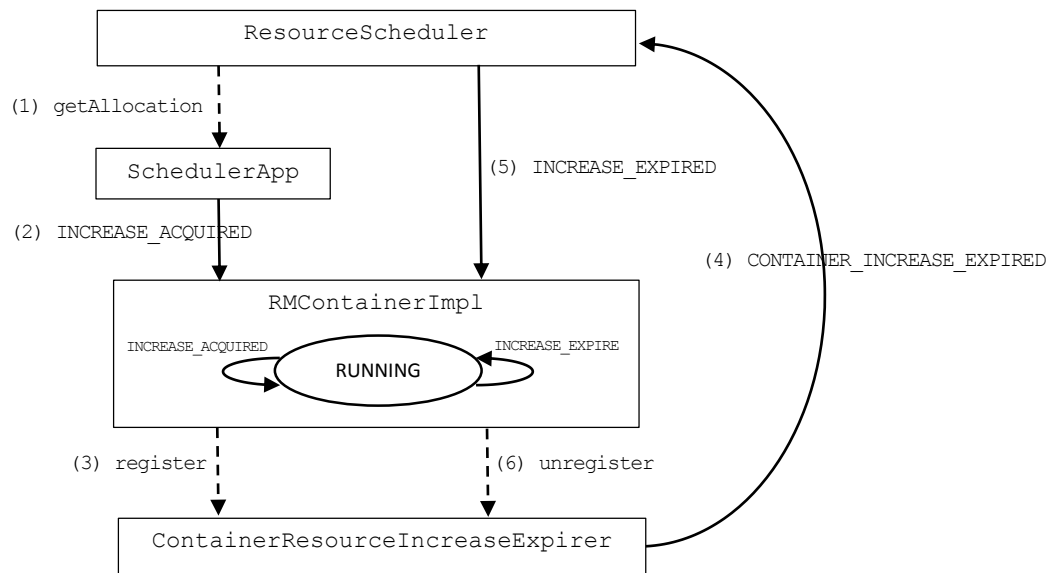 ResourceScheduler
(1) getAllocation
SchedulerApp
(5) INCREASE_EXPIRED
(2) INCREASE_ACQUIRED
(4) CONTAINER_INCREASE_EXPIRED
RMContainerImpl
INCREASE_ACQUIRED
INCREASE_EXPIRE
RUNNING
(3) register
(6) unregister
ContainerResourceIncreaseExpirer